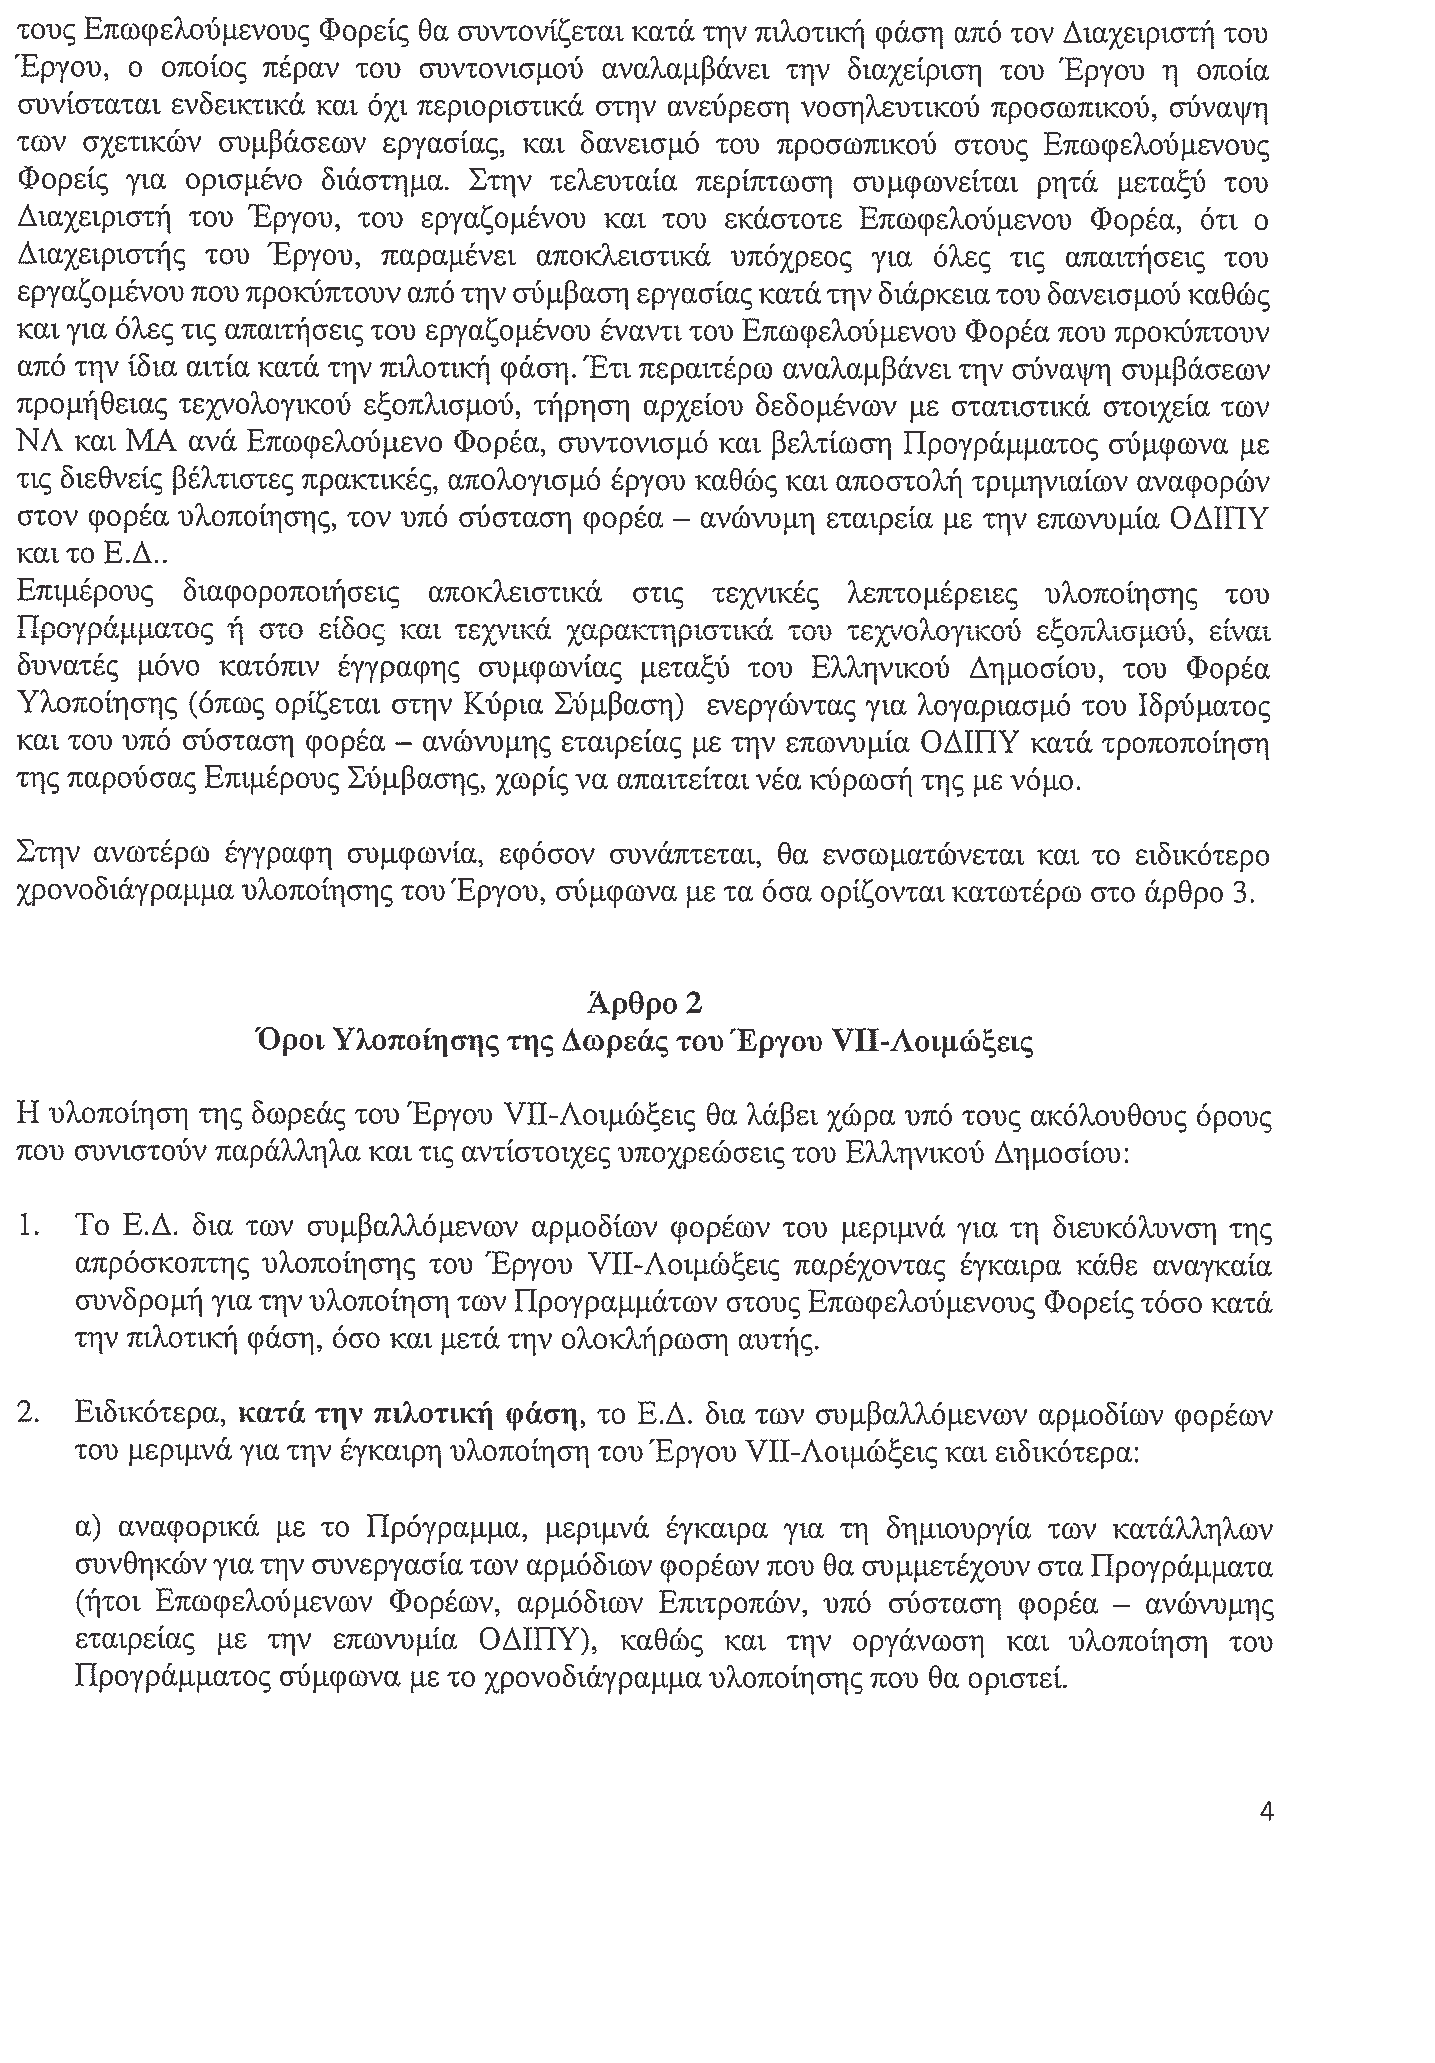 τους Επωφελούμενους Φορείς θα συντονίζεται κατά την πιλοτική φάση από τον Διαχειριστή του
Έργου, ο οποίος πέραν του συντονισμού αναλαμβάνει την διαχείριση του Έργου η οποία
συνίσταται ενδεικτικά και όχι περιοριστικά στην ανεύρεση νοσηλευτικού προσωπικού, σύναψη
των σχετικών συμβάσεων εργασίας, και δανεισμό του προσωπικού στους Επωφελούμενους
Φορείς για ορισμένο διάστημα. Στην τελευταία περίπτωση συμφωνείται ρητά μεταξύ του
Διαχειριστή του Έργου, του εργαζομένου και του εκάστοτε Επωφελούμενου Φορέα, ότι ο
Διαχειριστής του Έργου, παραμένει αποκλειστικά υπόχρεος για όλες τις απαιτήσεις του
εργαζομένου που προκύπτουν από την σύμβαση εργασίας κατά την διάρκεια του δανεισμού καθώς
και για όλες τις απαιτήσεις του εργαζομένου έναντι του Επωφελούμενου Φορέα που προκύπτουν
από την ίδια αιτία κατά την πιλοτική φάση. Έτι περαιτέρω αναλαμβάνει την σύναψη συμβάσεων
προμήθειας τεχνολογικού εξοπλισμού, τήρηση αρχείου δεδομένων με στατιστικά στοιχεία των
ΝΛ και ΜΑ ανά Επωφελούμενο Φορέα, συντονισμό και βελτίωση Προγράμματος σύμφωνα με
τις διεθνείς βέλτιστες πρακτικές, απολογισμό έργου καθώς και αποστολή τριμηνιαίων αναφορών
στον φορέα υλοποίησης, τον υπό σύσταση φορέα – ανώνυμη εταιρεία με την επωνυμία ΟΔΙΠΥ
και το Ε.Δ..
Επιμέρους διαφοροποιήσεις αποκλειστικά στις τεχνικές λεπτομέρειες υλοποίησης του
Προγράμματος ή στο είδος και τεχνικά χαρακτηριστικά του τεχνολογικού εξοπλισμού, είναι
δυνατές μόνο κατόπιν έγγραφης συμφωνίας μεταξύ του Ελληνικού Δημοσίου, του Φορέα
Υλοποίησης (όπως ορίζεται στην Κύρια Σύμβαση) ενεργώντας για λογαριασμό του Ιδρύματος
και του υπό σύσταση φορέα – ανώνυμης εταιρείας με την επωνυμία ΟΔΙΠΥ κατά τροποποίηση
της παρούσας Επιμέρους Σύμβασης, χωρίς να απαιτείται νέα κύρωσή της με νόμο.
Στην ανωτέρω έγγραφη συμφωνία, εφόσον συνάπτεται, θα ενσωματώνεται και το ειδικότερο
χρονοδιάγραμμα υλοποίησης του Έργου, σύμφωνα με τα όσα ορίζονται κατωτέρω στο άρθρο 3.
Άρθρο 2
Όροι Υλοποίησης της Δωρεάς του Έργου VII-Λοιμώξεις
Η υλοποίηση της δωρεάς του Έργου VII-Λοιμώξεις θα λάβει χώρα υπό τους ακόλουθους όρους
που συνιστούν παράλληλα και τις αντίστοιχες υποχρεώσεις του Ελληνικού Δημοσίου:
1. Το Ε.Δ. δια των συμβαλλόμενων αρμοδίων φορέων του μεριμνά για τη διευκόλυνση της
απρόσκοπτης υλοποίησης του Έργου VII-Λοιμώξεις παρέχοντας έγκαιρα κάθε αναγκαία
συνδρομή για την υλοποίηση των Προγραμμάτων στους Επωφελούμενους Φορείς τόσο κατά
την πιλοτική φάση, όσο και μετά την ολοκλήρωση αυτής.
2. Ειδικότερα, κατά την πιλοτική φάση, το Ε.Δ. δια των συμβαλλόμενων αρμοδίων φορέων
του μεριμνά για την έγκαιρη υλοποίηση του Έργου VII-Λοιμώξεις και ειδικότερα:
α) αναφορικά με το Πρόγραμμα, μεριμνά έγκαιρα για τη δημιουργία των κατάλληλων
συνθηκών για την συνεργασία των αρμόδιων φορέων που θα συμμετέχουν στα Προγράμματα
(ήτοι Επωφελούμενων Φορέων, αρμόδιων Επιτροπών, υπό σύσταση φορέα – ανώνυμης
εταιρείας με την επωνυμία ΟΔΙΠΥ), καθώς και την οργάνωση και υλοποίηση του
Προγράμματος σύμφωνα με το χρονοδιάγραμμα υλοποίησης που θα οριστεί.
4